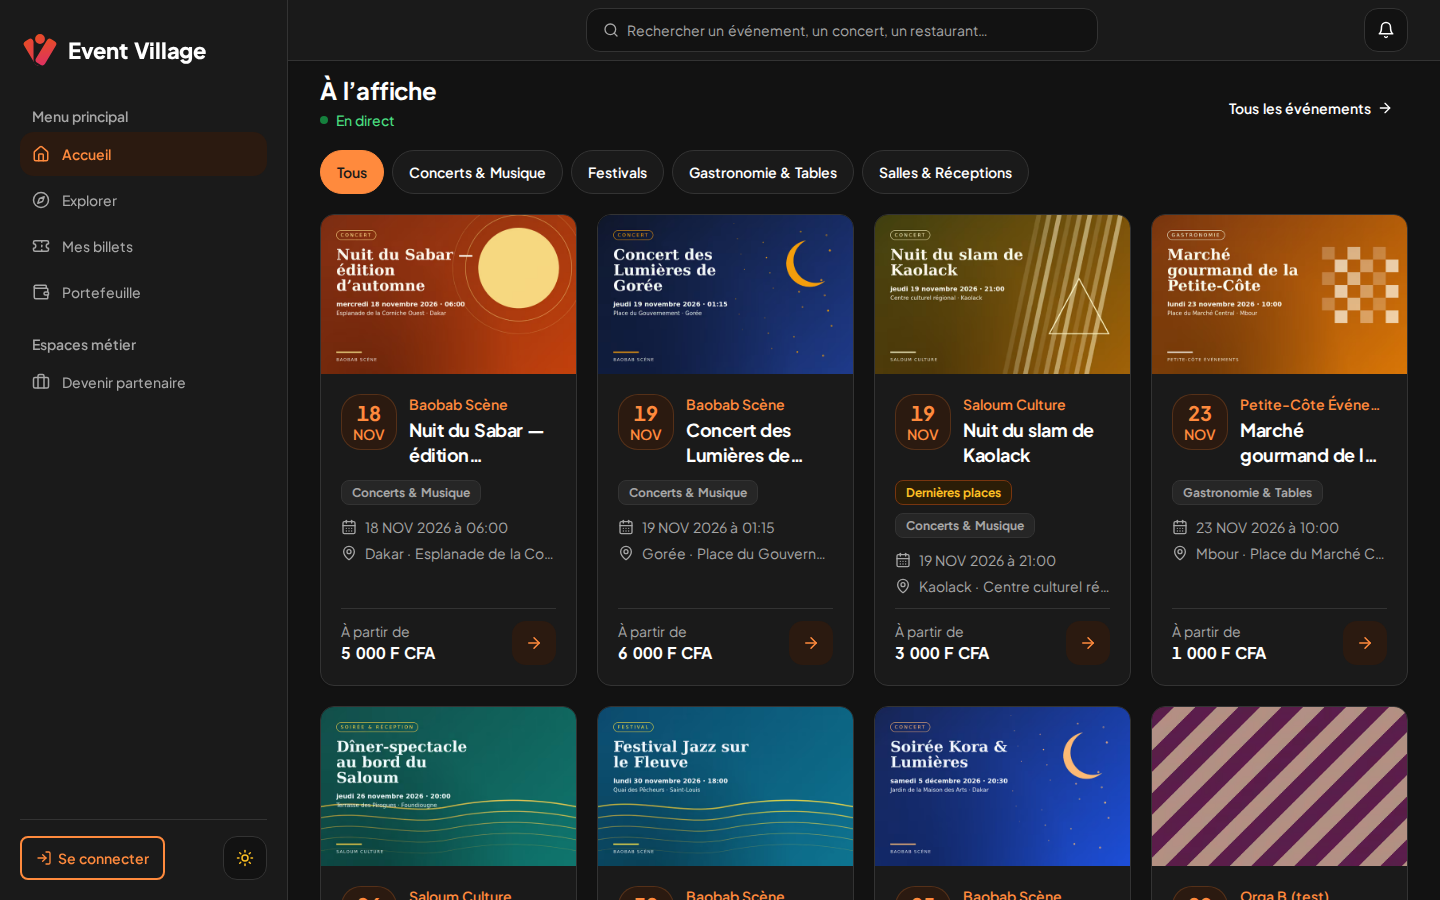 Event Village
Rechercher un événement, un concert, un restaurant...
Menu principal
Accueil
Explorer
Mes billets
Portefeuille
Espaces métier
Devenir partenaire
Se connecter
À l’affiche
En direct
Tous les événements
Tous
Concerts & Musique
Festivals
Gastronomie & Tables
Salles & Réceptions
CONCERT
Nuit du Sabar —
édition
d’automne
mercredi 18 novembre 2026 · 06:00
Esplanade de la Corniche Ouest · Dakar
BAOBAB SCÈNE
18
NOV
Baobab Scène
Nuit du Sabar —
édition…
Concerts & Musique
18 NOV 2026 à 06:00
Dakar · Esplanade de la Co…
À partir de
5 000 F CFA
CONCERT
Concert des
Lumières de
Gorée
jeudi 19 novembre 2026 · 01:15
Place du Gouvernement · Gorée
BAOBAB SCÈNE
19
NOV
Baobab Scène
Concert des
Lumières de…
Concerts & Musique
19 NOV 2026 à 01:15
Gorée · Place du Gouvern…
À partir de
6 000 F CFA
CONCERT
Nuit du slam de
Kaolack
jeudi 19 novembre 2026 · 21:00
Centre culturel régional · Kaolack
SALOUM CULTURE
19
NOV
Saloum Culture
Nuit du slam de
Kaolack
Dernières places
Concerts & Musique
19 NOV 2026 à 21:00
Kaolack · Centre culturel ré…
À partir de
3 000 F CFA
GASTRONOMIE
Marché
gourmand de la
Petite-Côte
lundi 23 novembre 2026 · 10:00
Place du Marché Central · Mbour
PETITE-CÔTE ÉVÉNEMENTS
23
NOV
Petite-Côte Événe…
Marché
gourmand de l…
Gastronomie & Tables
23 NOV 2026 à 10:00
Mbour · Place du Marché C…
À partir de
1 000 F CFA
SOIRÉE & RÉCEPTION
Dîner-spectacle
au bord du
Saloum
jeudi 26 novembre 2026 · 20:00
Terrasse des Pirogues · Foundiougne
SALOUM CULTURE
Saloum Culture
FESTIVAL
Festival Jazz sur
le Fleuve
lundi 30 novembre 2026 · 18:00
Quai des Pêcheurs · Saint-Louis
BAOBAB SCÈNE
Baobab Scène
CONCERT
Soirée Kora &
Lumières
samedi 5 décembre 2026 · 20:30
Jardin de la Maison des Arts · Dakar
BAOBAB SCÈNE
Baobab Scène
Orga B (test)